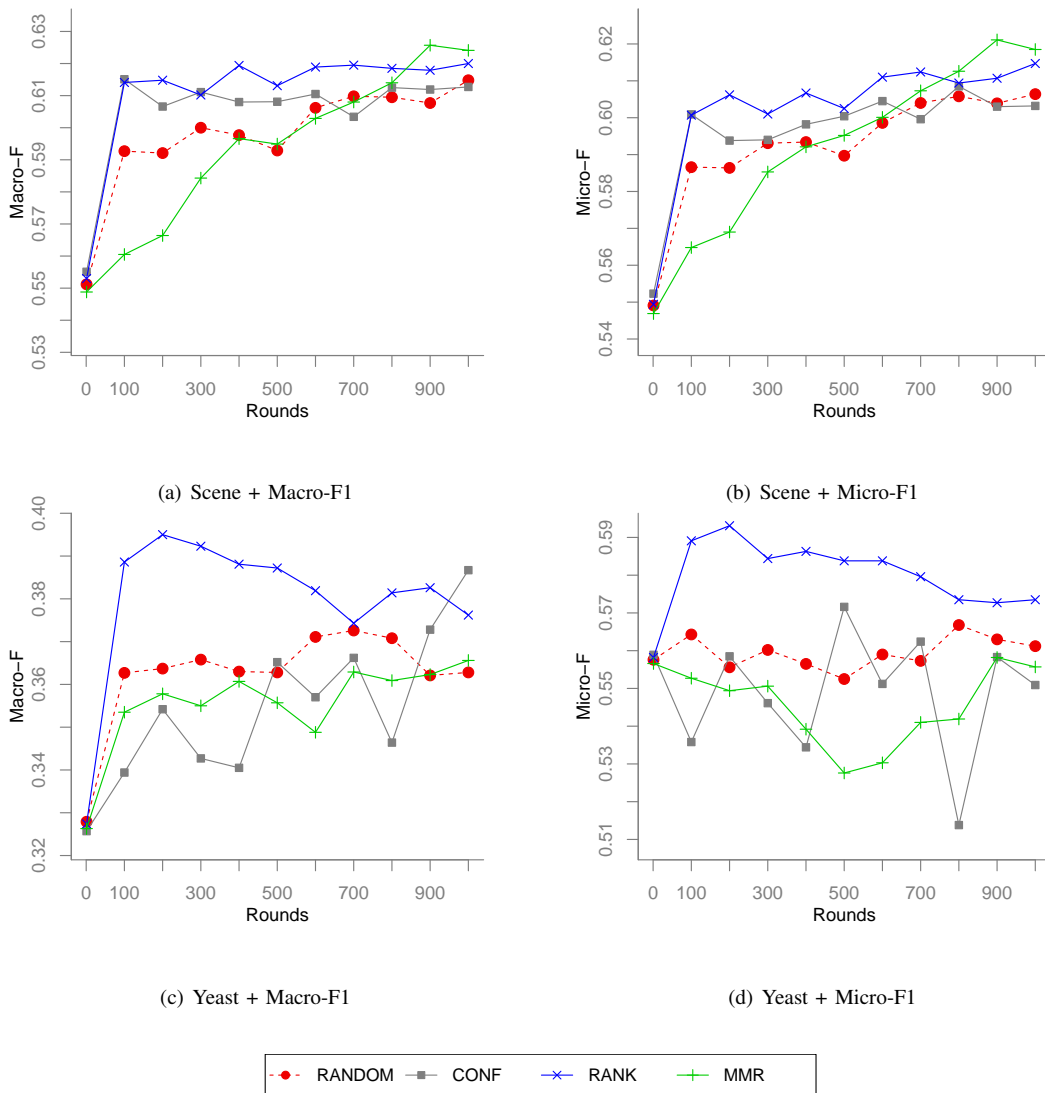 0.63
0.61
0.59
0.57
0.55
0.53
Macro−F
0 100 300 500 700 900
Rounds
(a) Scene + Macro-F1
0.62
0.60
0.58
0.56
0.54
Micro−F
0 100 300 500 700 900
Rounds
(b) Scene + Micro-F1
0.40
0.38
0.36
0.34
0.32
Macro−F
0 100 300 500 700 900
Rounds
(c) Yeast + Macro-F1
0.59
0.57
0.55
0.53
0.51
Micro−F
0 100 300 500 700 900
Rounds
(d) Yeast + Micro-F1
RANDOM CONF RANK MMR